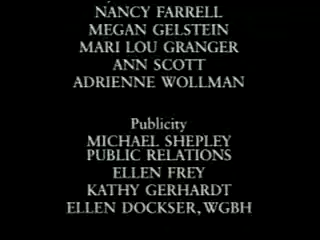 NANCY FARRELL
MEGAN GELSTEIN
MARI LOU GRANGER
ANN SCOTT
ADRIENNE WOLLMAN
Publicity
MICHAEL SHEPLEY
PUBLIC RELATIONS
ELLEN FREY
KATHY GERHARDT
ELLEN DOCKSER, WGBH